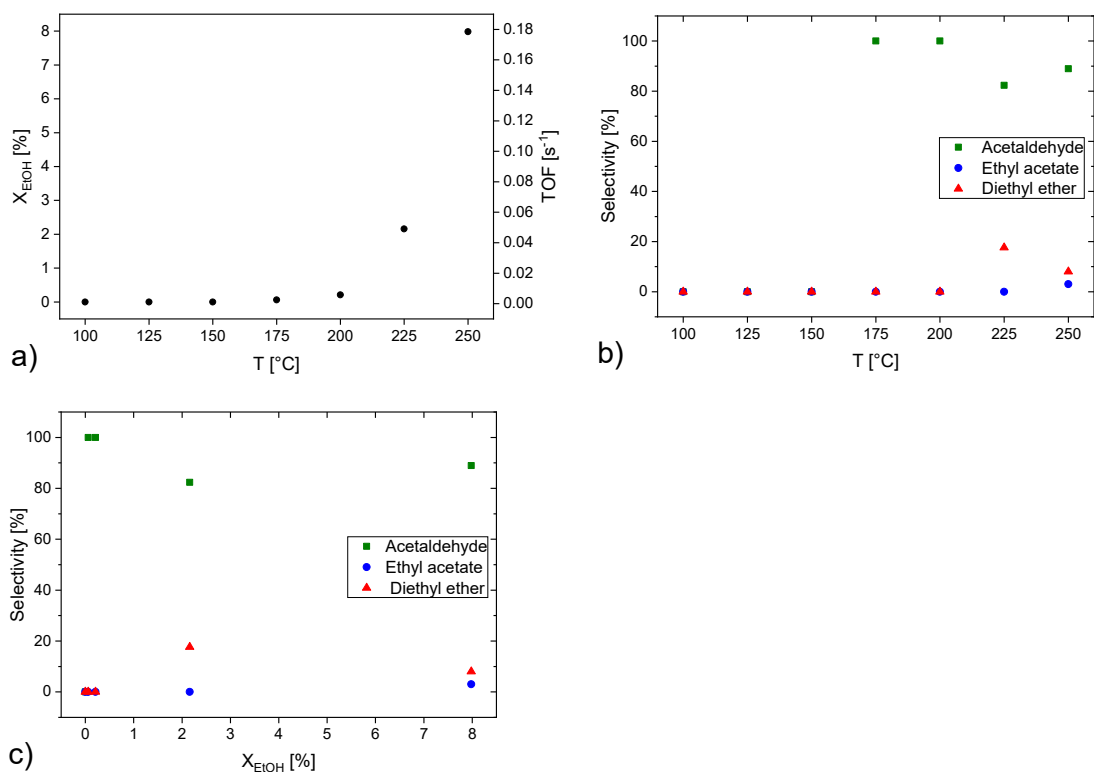 8
7
6
5
4
3
2
1
0
X_EtOH [%]
0.18
0.16
0.14
0.12
0.10
0.08
0.06
0.04
0.02
0.00
TOF [s⁻¹]
100 125 150 175 200 225 250
T [°C]
a)
100
80
60
40
20
0
Selectivity [%]
Acetaldehyde
Ethyl acetate
Diethyl ether
100 125 150 175 200 225 250
T [°C]
b)
100
80
60
40
20
0
Selectivity [%]
Acetaldehyde
Ethyl acetate
Diethyl ether
0 1 2 3 4 5 6 7 8
X_EtOH [%]
c)